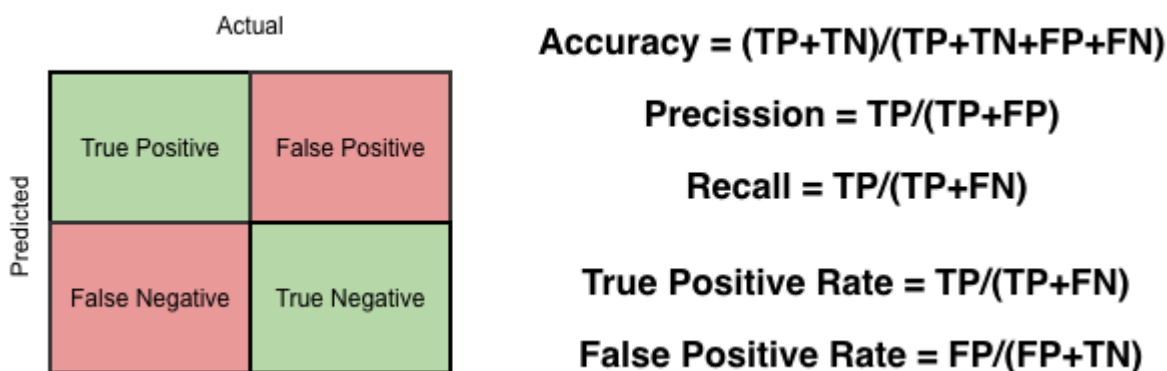 Actual
Predicted
True Positive
False Positive
False Negative
True Negative
Accuracy = (TP+TN)/(TP+TN+FP+FN)
Precission = TP/(TP+FP)
Recall = TP/(TP+FN)
True Positive Rate = TP/(TP+FN)
False Positive Rate = FP/(FP+TN)